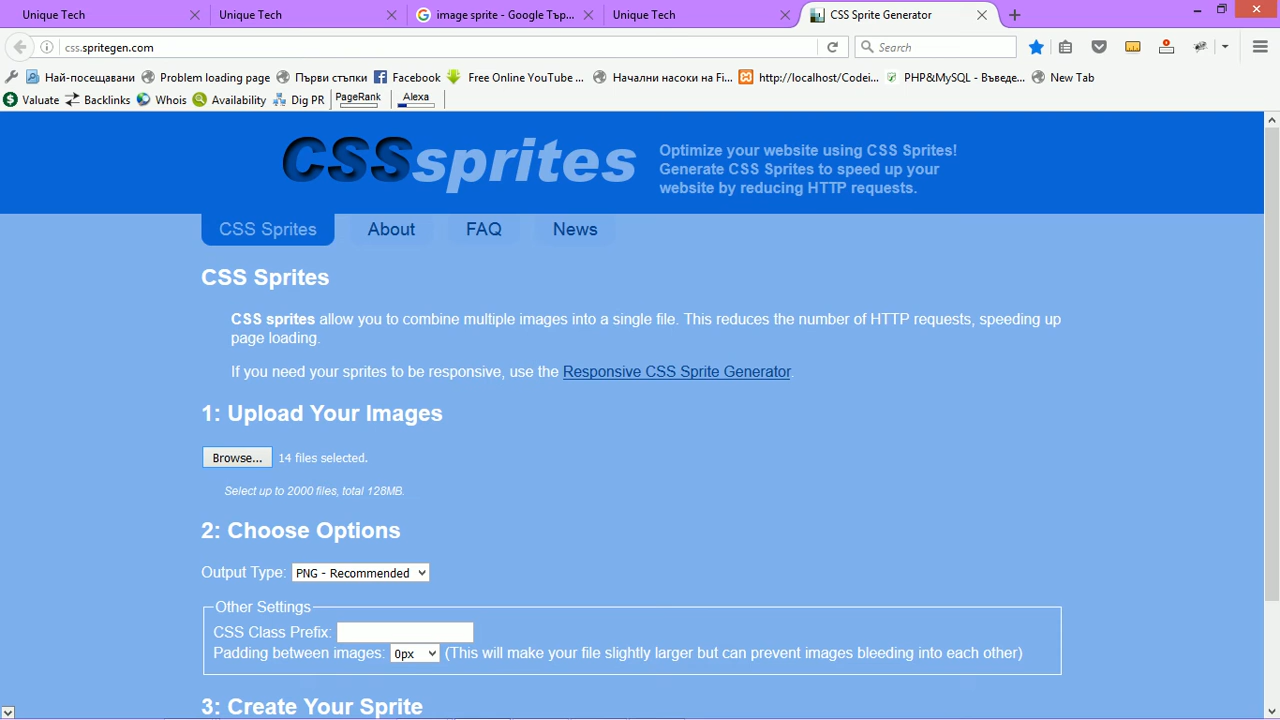 Unique Tech
Unique Tech
image sprite - Google Тър...
Unique Tech
CSS Sprite Generator
css.spritegen.com
Search
Най-посещавани
Problem loading page
Първи стъпки
Facebook
Free Online YouTube ...
Начални насоки на Fi...
http://localhost/Codei...
PHP&MySQL - Въведе...
New Tab
Valuate
Backlinks
Whois
Availability
Dig PR
PageRank
Alexa
CSSsprites
Optimize your website using CSS Sprites!
Generate CSS Sprites to speed up your
website by reducing HTTP requests.
CSS Sprites
About
FAQ
News
CSS Sprites
CSS sprites allow you to combine multiple images into a single file. This reduces the number of HTTP requests, speeding up
page loading.
If you need your sprites to be responsive, use the Responsive CSS Sprite Generator.
1: Upload Your Images
Browse... 14 files selected.
Select up to 2000 files, total 128MB.
2: Choose Options
Output Type: PNG - Recommended
Other Settings
CSS Class Prefix:
Padding between images: 0px (This will make your file slightly larger but can prevent images bleeding into each other)
3: Create Your Sprite